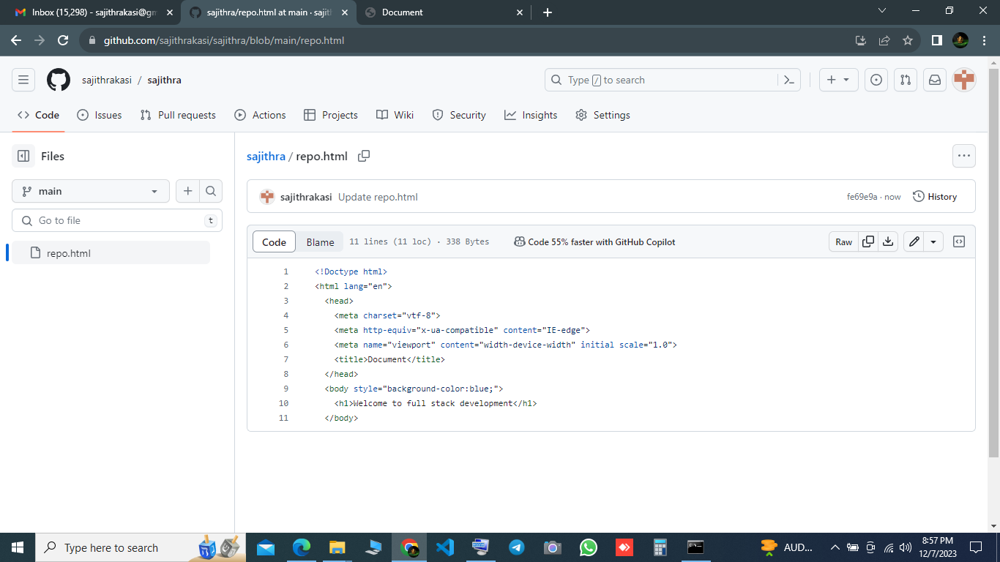 Inbox (15,298) - sajithrakasi@gm
sajithra/repo.html at main · sajith
Document
github.com/sajithrakasi/sajithra/blob/main/repo.html
sajithrakasi / sajithra
Type / to search
Code Issues Pull requests Actions Projects Wiki Security Insights Settings
Files
sajithra / repo.html
main
sajithrakasi Update repo.html
fe69e9a · now History
Go to file t
Code Blame 11 lines (11 loc) · 338 Bytes Code 55% faster with GitHub Copilot Raw
repo.html
1 <!Doctype html>
2 <html lang="en">
3 <head>
4 <meta charset="vtf-8">
5 <meta http-equiv="x-ua-compatible" content="IE-edge">
6 <meta name="viewport" content="width-device-width" initial scale="1.0">
7 <title>Document</title>
8 </head>
9 <body style="background-color:blue;">
10 <h1>Welcome to full stack development</h1>
11 </body>
Type here to search
AUD...
8:57 PM
12/7/2023